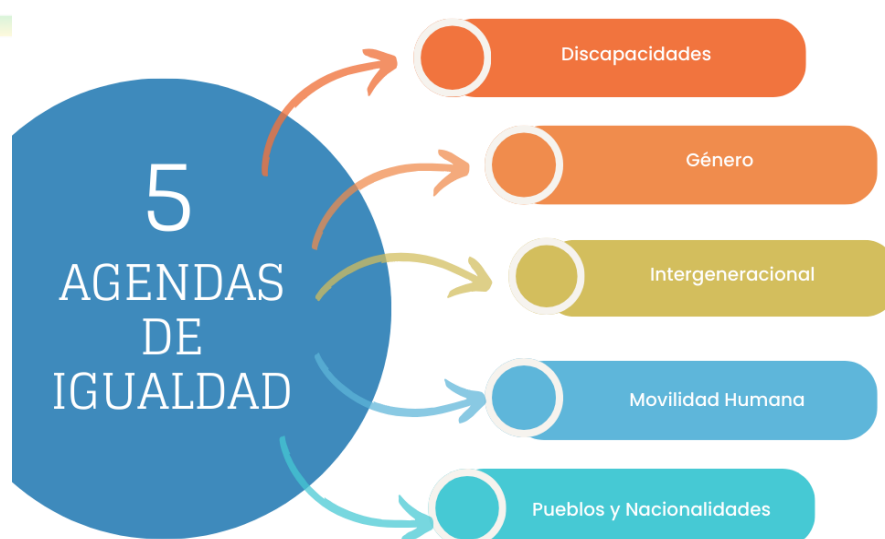 5
AGENDAS
DE
IGUALDAD
Discapacidades
Género
Intergeneracional
Movilidad Humana
Pueblos y Nacionalidades